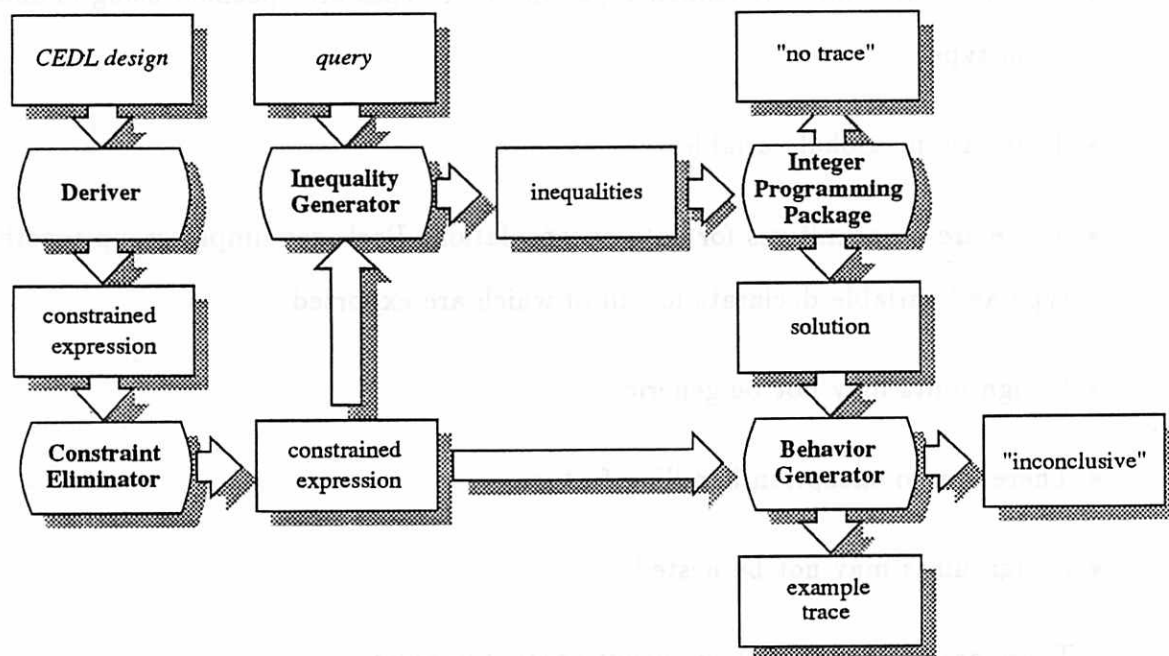 CEDL design
query
"no trace"
Deriver
Inequality
Generator
inequalities
Integer
Programming
Package
constrained
expression
solution
Constraint
Eliminator
constrained
expression
Behavior
Generator
"inconclusive"
example
trace